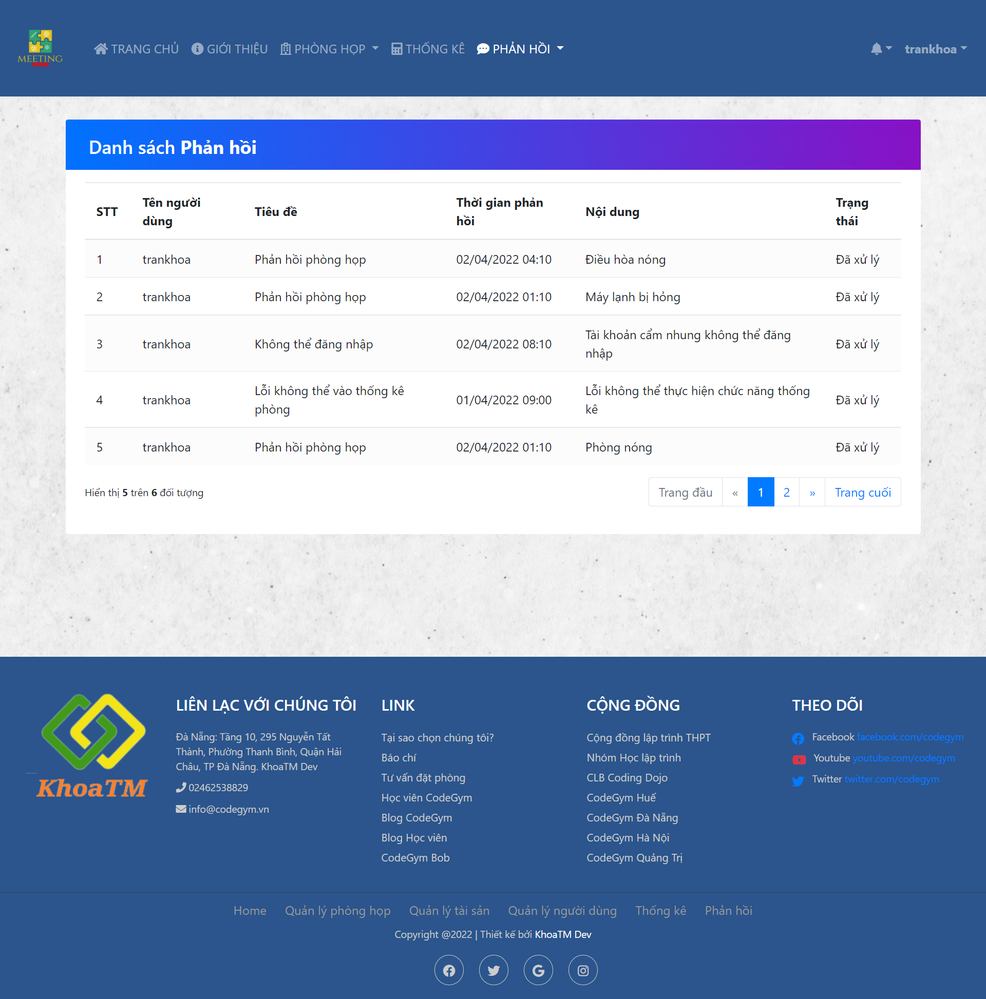 MEETING
TRANG CHỦ
GIỚI THIỆU
PHÒNG HỌP
THỐNG KÊ
PHẢN HỒI
trankhoa
Danh sách Phản hồi
STT
Tên người
dùng
Tiêu đề
Thời gian phản
hồi
Nội dung
Trạng
thái
1 trankhoa Phản hồi phòng họp 02/04/2022 04:10 Điều hòa nóng Đã xử lý
2 trankhoa Phản hồi phòng họp 02/04/2022 01:10 Máy lạnh bị hỏng Đã xử lý
3 trankhoa Không thể đăng nhập 02/04/2022 08:10 Tài khoản cẩm nhung không thể đăng
nhập
Đã xử lý
4 trankhoa Lỗi không thể vào thống kê
phòng
01/04/2022 09:00 Lỗi không thể thực hiện chức năng thống
kê
Đã xử lý
5 trankhoa Phản hồi phòng họp 02/04/2022 01:10 Phòng nóng Đã xử lý
Hiển thị 5 trên 6 đối tượng
Trang đầu « 1 2 » Trang cuối
KhoaTM
LIÊN LẠC VỚI CHÚNG TÔI
Đà Nẵng: Tầng 10, 295 Nguyễn Tất
Thành, Phường Thanh Bình, Quận Hải
Châu, TP Đà Nẵng. KhoaTM Dev
02462538829
info@codegym.vn
LINK
Tại sao chọn chúng tôi?
Báo chí
Tư vấn đặt phòng
Học viên CodeGym
Blog CodeGym
Blog Học viên
CodeGym Bob
CỘNG ĐỒNG
Cộng đồng lập trình THPT
Nhóm Học lập trình
CLB Coding Dojo
CodeGym Huế
CodeGym Đà Nẵng
CodeGym Hà Nội
CodeGym Quảng Trị
THEO DÕI
Facebook facebook.com/codegym
Youtube youtube.com/codegym
Twitter twitter.com/codegym
Home Quản lý phòng họp Quản lý tài sản Quản lý người dùng Thống kê Phản hồi
Copyright @2022 | Thiết kế bởi KhoaTM Dev